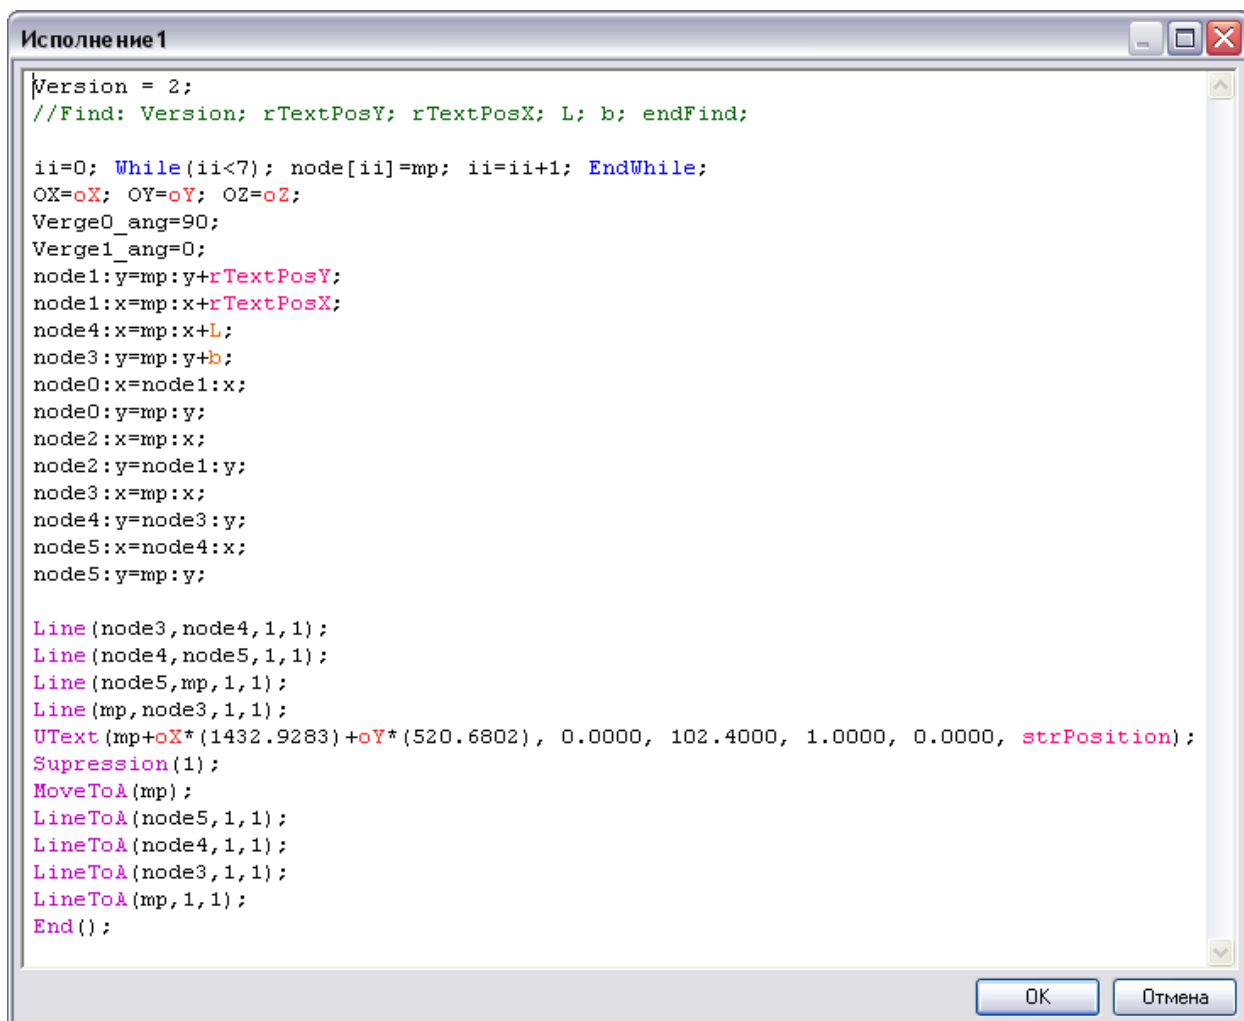 Исполнение1
Version = 2;
//Find: Version; rTextPosY; rTextPosX; L; b; endFind;
ii=0; While(ii<7); node[ii]=mp; ii=ii+1; EndWhile;
OX=oX; OY=oY; OZ=oZ;
Verge0_ang=90;
Verge1_ang=0;
node1:y=mp:y+rTextPosY;
node1:x=mp:x+rTextPosX;
node4:x=mp:x+L;
node3:y=mp:y+b;
node0:x=node1:x;
node0:y=mp:y;
node2:x=mp:x;
node2:y=node1:y;
node3:x=mp:x;
node4:y=node3:y;
node5:x=node4:x;
node5:y=mp:y;
Line(node3,node4,1,1);
Line(node4,node5,1,1);
Line(node5,mp,1,1);
Line(mp,node3,1,1);
UText(mp+oX*(1432.9283)+oY*(520.6802), 0.0000, 102.4000, 1.0000, 0.0000, strPosition);
Supression(1);
MoveToA(mp);
LineToA(node5,1,1);
LineToA(node4,1,1);
LineToA(node3,1,1);
LineToA(mp,1,1);
End();
OK Отмена